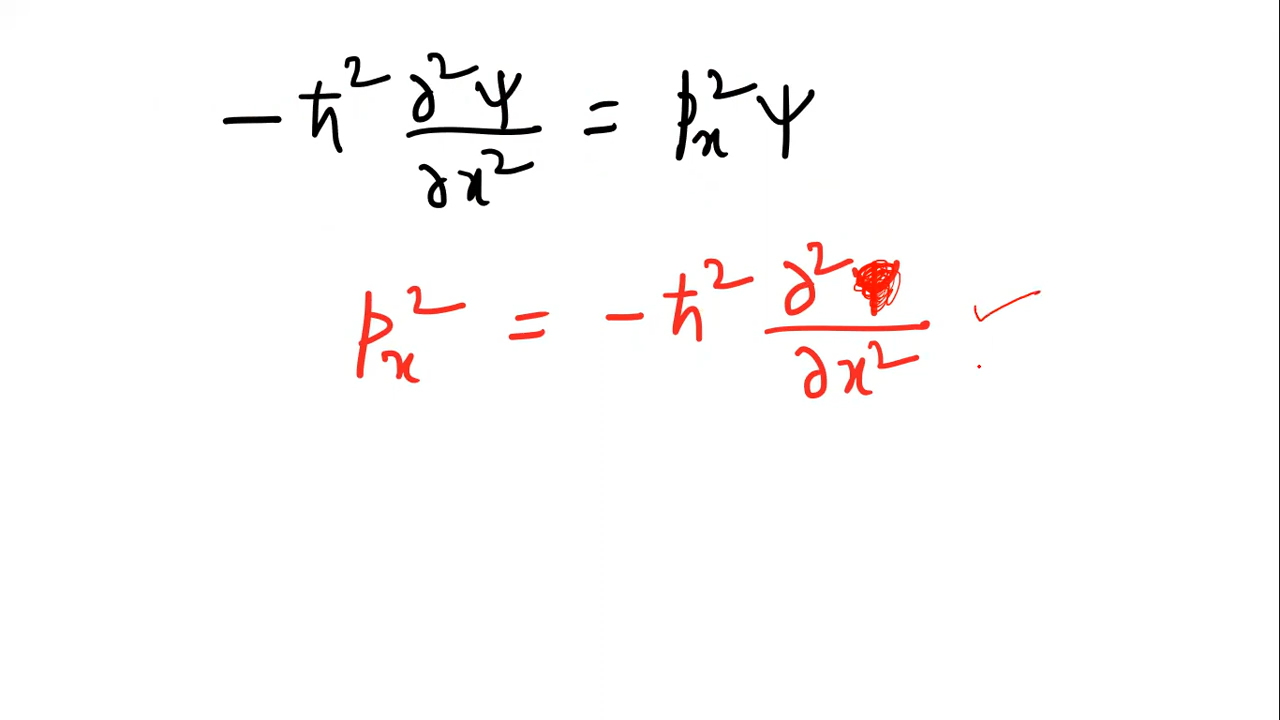 −ħ² ∂²ψ/∂x² = pₓ²ψ
pₓ² = −ħ² ∂²/∂x² ✓